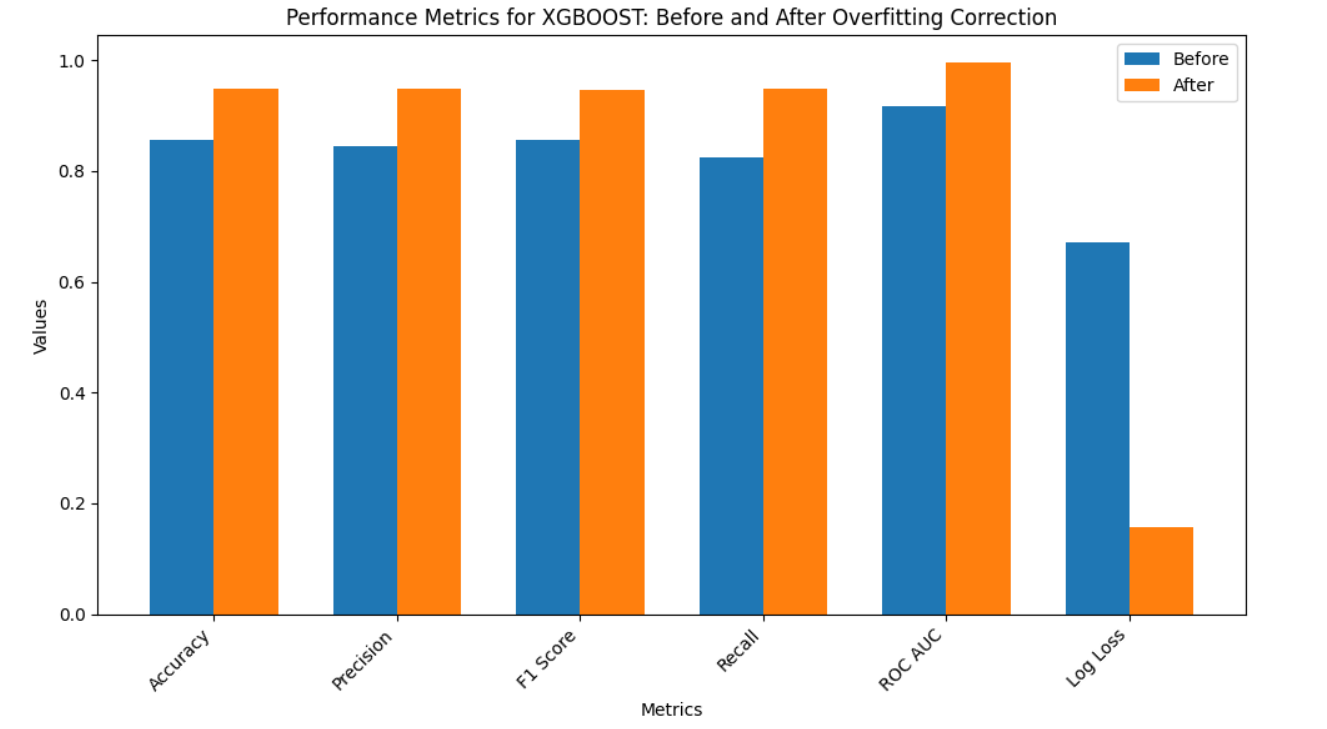 Performance Metrics for XGBOOST: Before and After Overfitting Correction
Before
After
Values
1.0
0.8
0.6
0.4
0.2
0.0
Accuracy
Precision
F1 Score
Recall
ROC AUC
Log Loss
Metrics